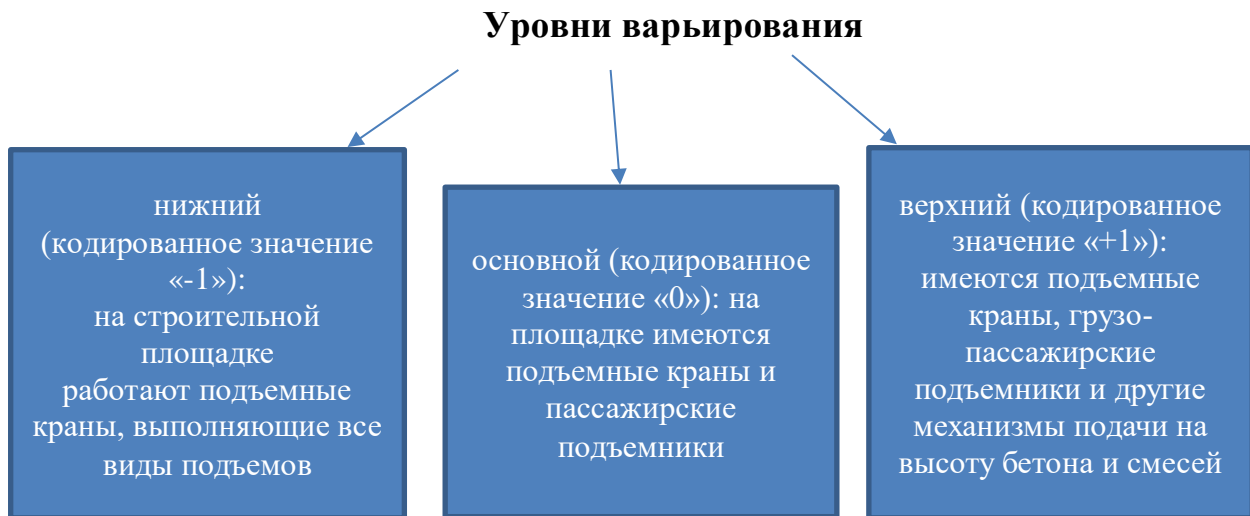 Уровни варьирования
нижний
(кодированное значение
«-1»):
на строительной
площадке
работают подъемные
краны, выполняющие все
виды подъемов
основной (кодированное
значение «0»): на
площадке имеются
подъемные краны и
пассажирские
подъемники
верхний (кодированное
значение «+1»):
имеются подъемные
краны, грузо-
пассажирские
подъемники и другие
механизмы подачи на
высоту бетона и смесей